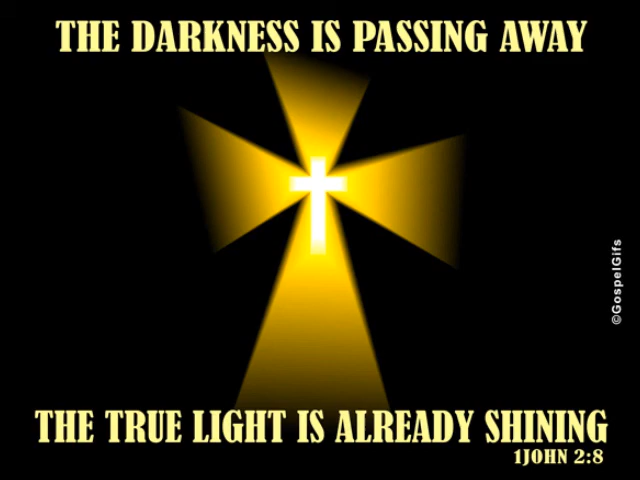 THE DARKNESS IS PASSING AWAY
©GospelGifs
THE TRUE LIGHT IS ALREADY SHINING
1JOHN 2:8